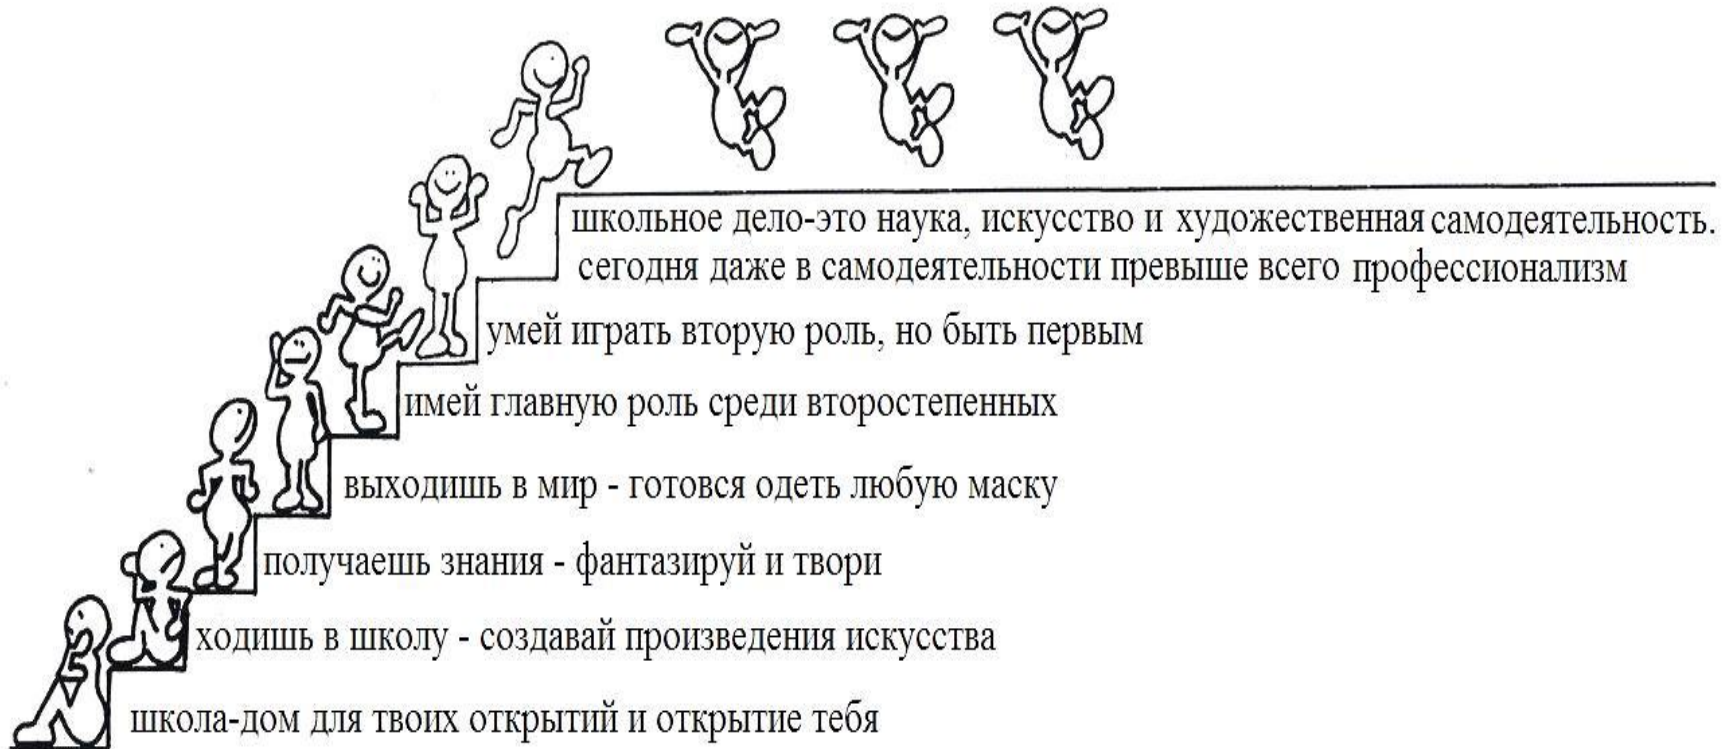 школьное дело-это наука, искусство и художественная самодеятельность.
сегодня даже в самодеятельности превыше всего профессионализм
умей играть вторую роль, но быть первым
имей главную роль среди второстепенных
выходишь в мир - готовся одеть любую маску
получаешь знания - фантазируй и твори
ходишь в школу - создавай произведения искусства
школа-дом для твоих открытий и открытие тебя